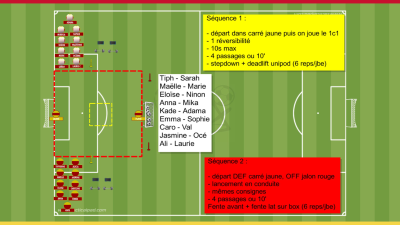 Séquence 1 :
- départ dans carré jaune puis on joue le 1c1
- 1 réversibilité
- 10s max
- 4 passages ou 10'
- stepdown + deadlift unipod (6 reps/jbe)
Tiph - Sarah
Maëlle - Marie
Eloïse - Ninon
Anna - Mika
Kade - Adama
Emma - Sophie
Caro - Val
Jasmine - Océ
Ali - Laurie
Séquence 2 :
- départ DEF carré jaune, OFF jalon rouge
- lancement en conduite
- mêmes consignes
- 4 passages ou 10'
Fente avant + fente lat sur box (6 reps/jbe)